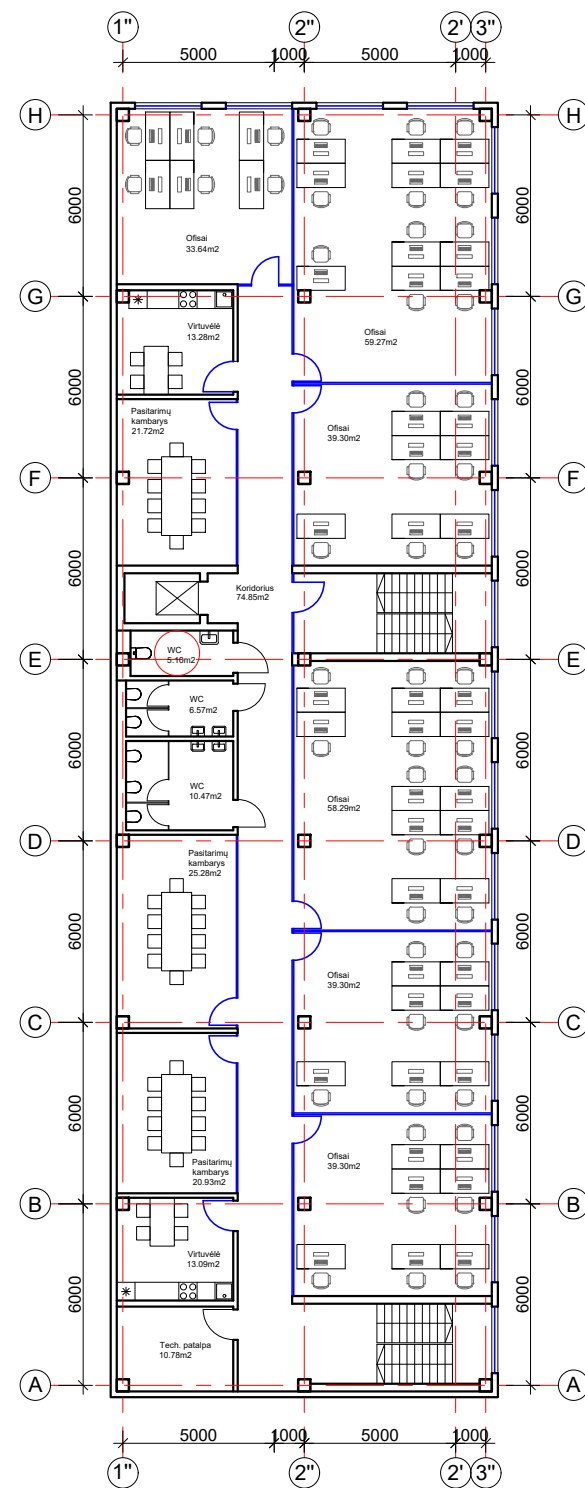 1" 2" 2' 3"
5000 1000 5000 1000
H H
6000 6000
Ofisai
33.64m2
G G
Virtuvėlė
13.28m2
Ofisai
59.27m2
6000 6000
Pasitarimų
kambarys
21.72m2
Ofisai
39.30m2
F F
6000 6000
Koridorius
74.85m2
WC
5.10m2
E E
WC
6.57m2
6000 6000
WC
10.47m2
Ofisai
58.29m2
D D
Pasitarimų
kambarys
25.28m2
6000 6000
Ofisai
39.30m2
C C
6000 6000
Pasitarimų
kambarys
20.93m2
Ofisai
39.30m2
B B
Virtuvėlė
13.09m2
6000 6000
Tech. patalpa
10.78m2
A A
5000 1000 5000 1000
1" 2" 2' 3"